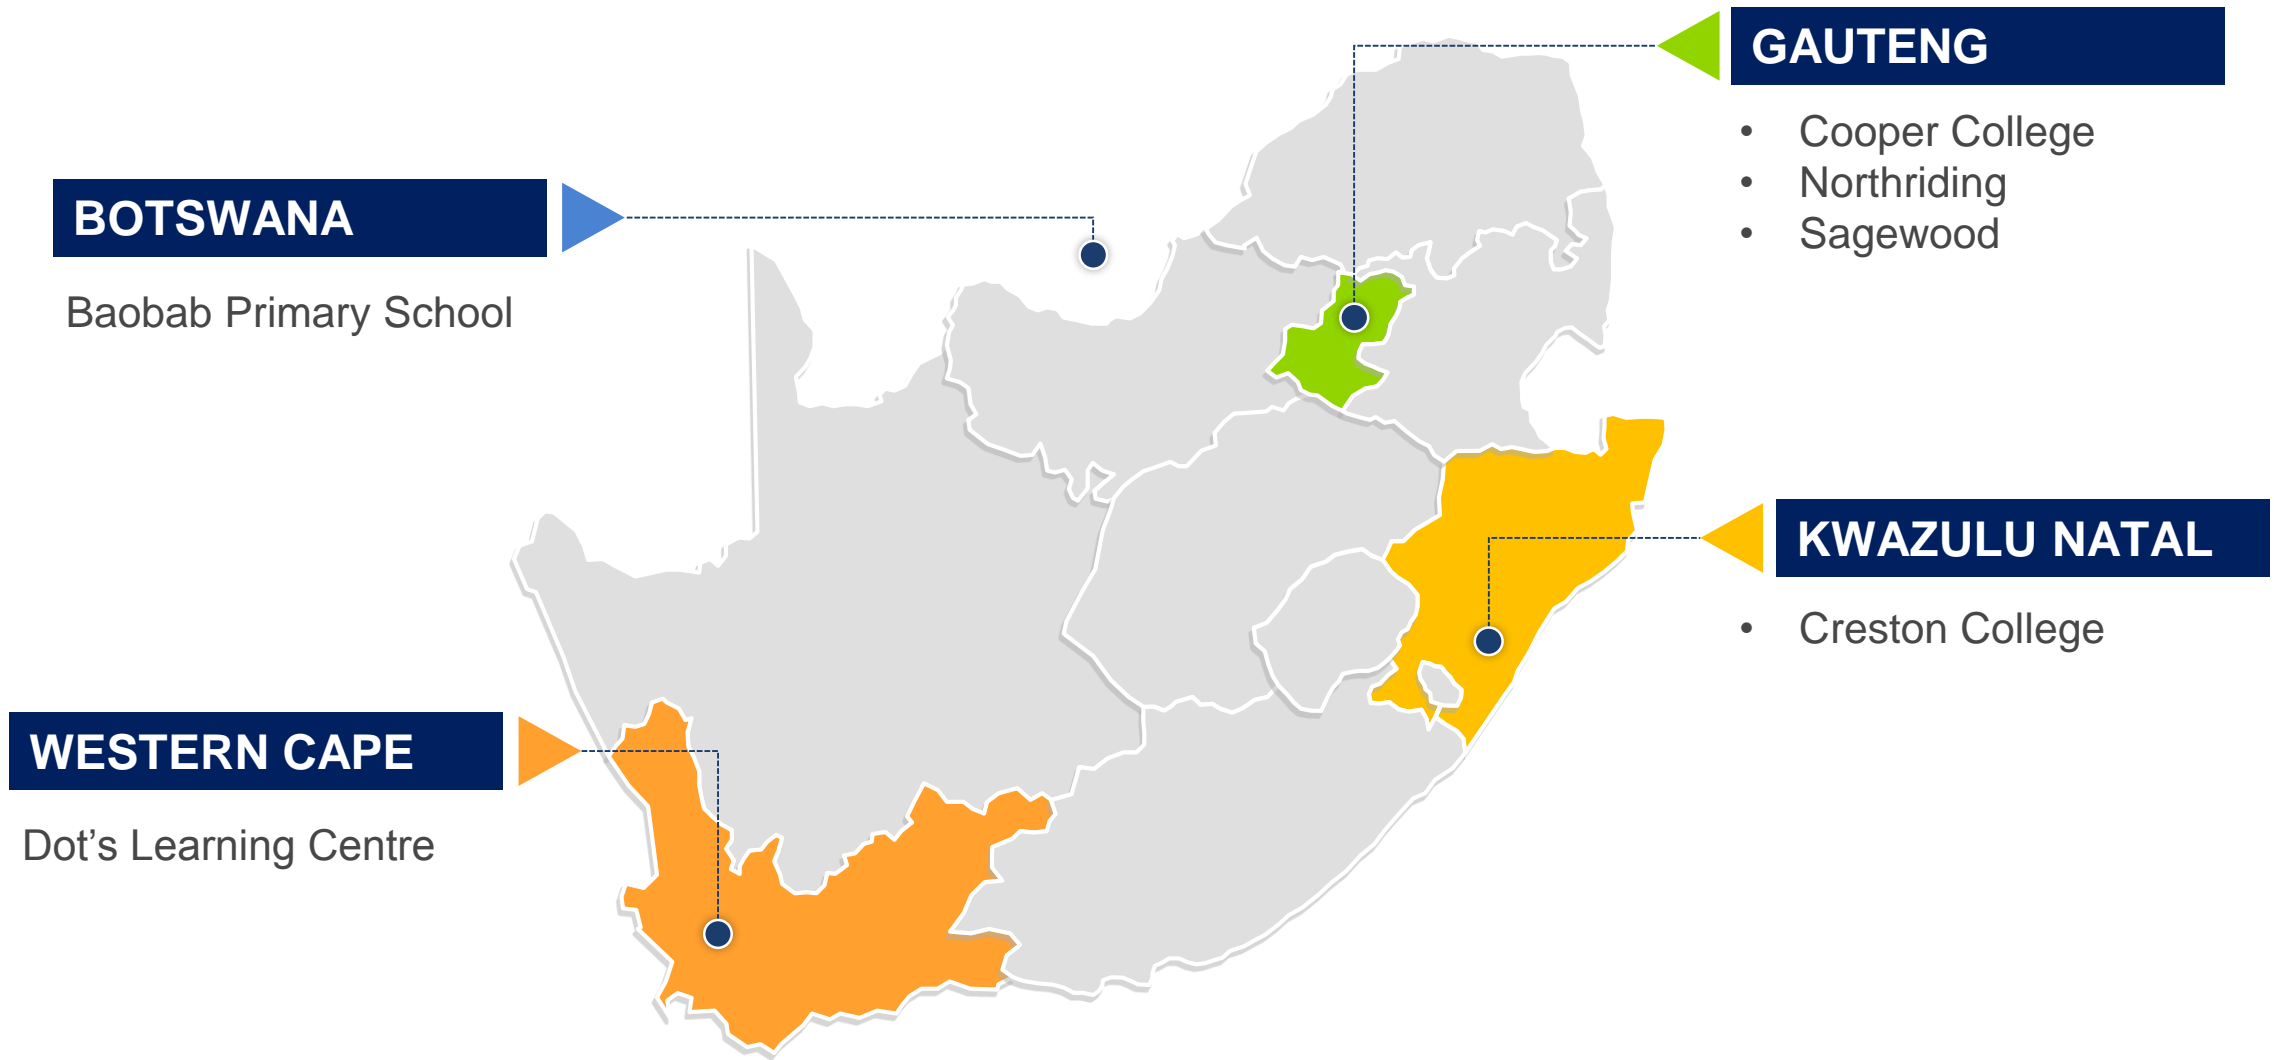 GAUTENG
• Cooper College
• Northriding
• Sagewood
BOTSWANA
Baobab Primary School
KWAZULU NATAL
• Creston College
WESTERN CAPE
Dot’s Learning Centre